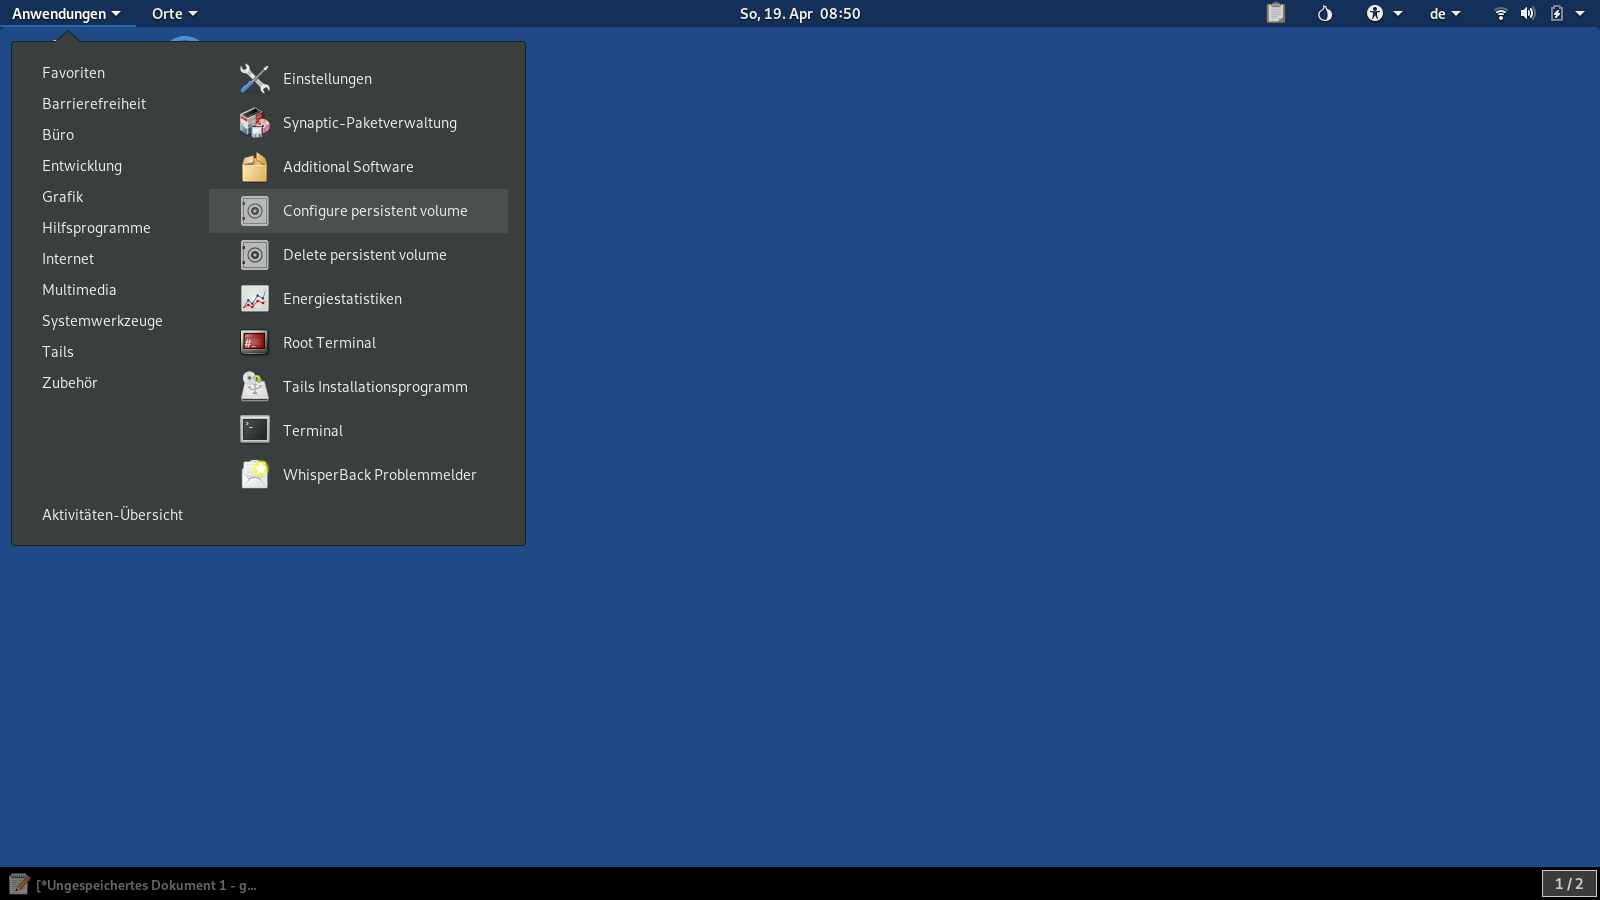 Anwendungen Orte So, 19. Apr 08:50 de
Favoriten
Barrierefreiheit
Büro
Entwicklung
Grafik
Hilfsprogramme
Internet
Multimedia
Systemwerkzeuge
Tails
Zubehör
Aktivitäten-Übersicht
Einstellungen
Synaptic-Paketverwaltung
Additional Software
Configure persistent volume
Delete persistent volume
Energiestatistiken
Root Terminal
Tails Installationsprogramm
Terminal
WhisperBack Problemmelder
[*Ungespeichertes Dokument 1 - g... 1 / 2